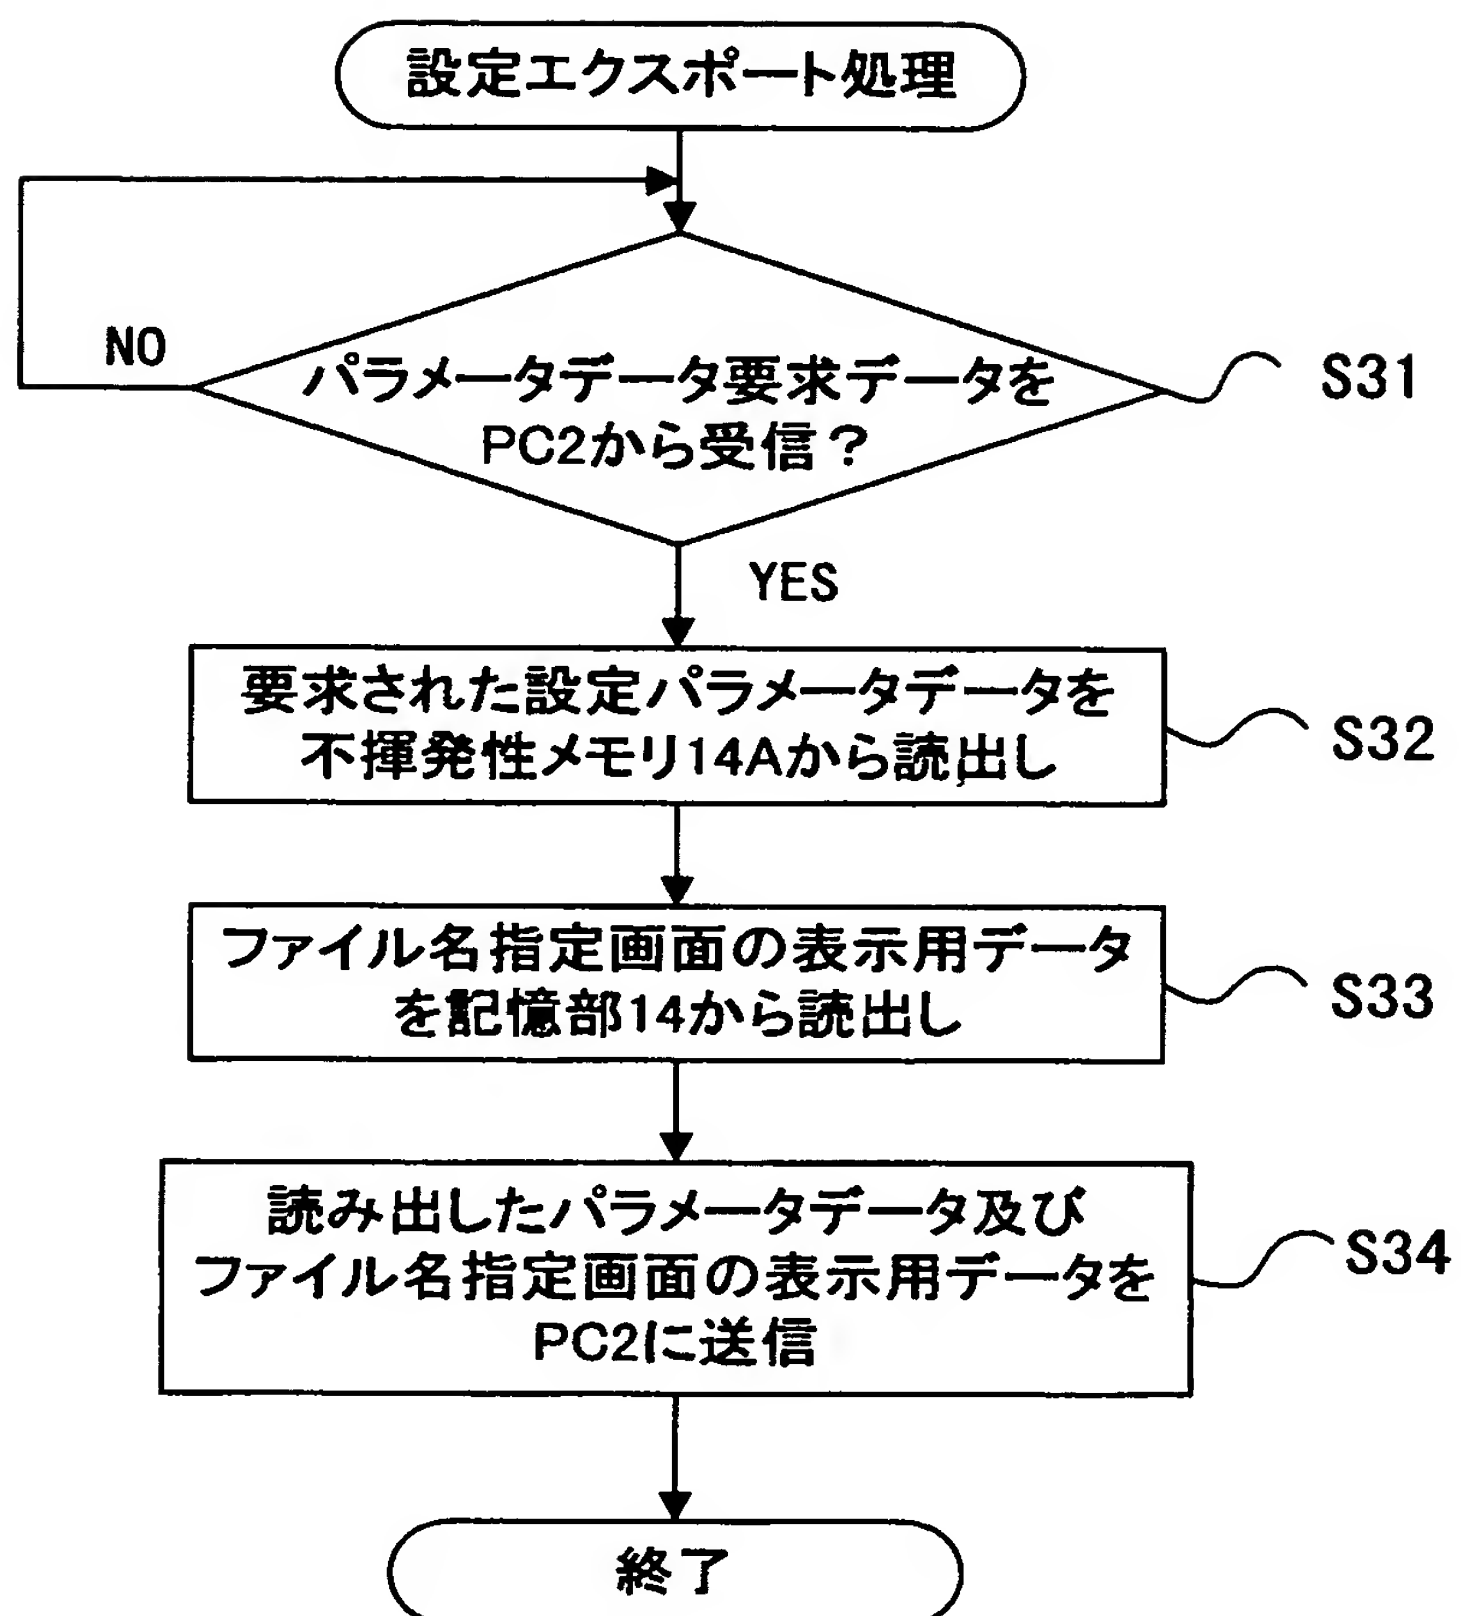 設定エクスポート処理
NO
パラメータデータ要求データを
PC2から受信？
S31
YES
要求された設定パラメータデータを
不揮発性メモリ14Aから読出し
S32
ファイル名指定画面の表示用データ
を記憶部14から読出し
S33
読み出したパラメータデータ及び
ファイル名指定画面の表示用データを
PC2に送信
S34
終了